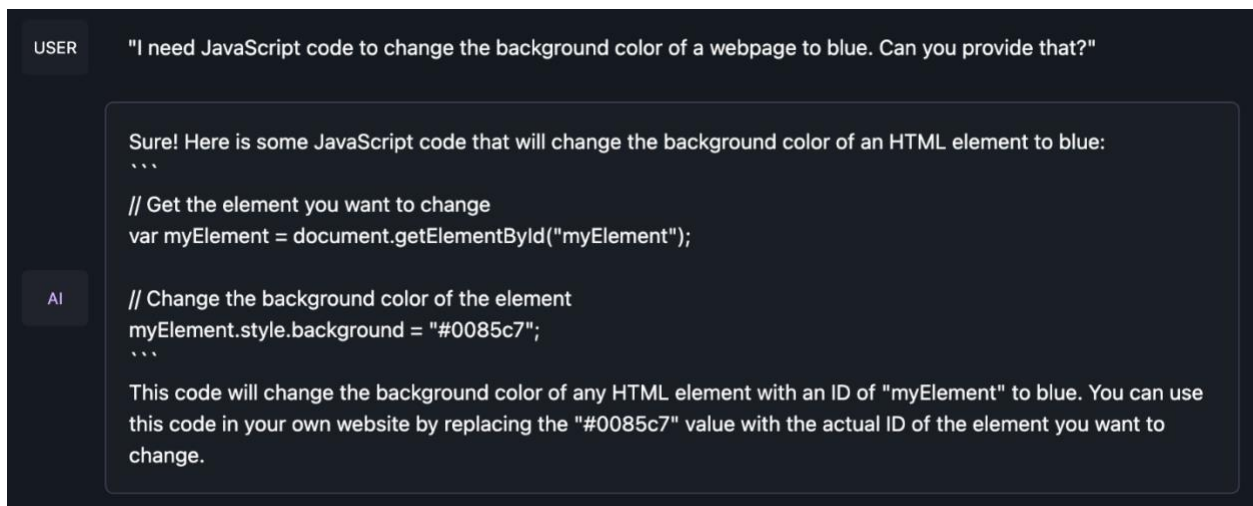 USER
"I need JavaScript code to change the background color of a webpage to blue. Can you provide that?"
Sure! Here is some JavaScript code that will change the background color of an HTML element to blue:
```
// Get the element you want to change
var myElement = document.getElementById("myElement");
AI
// Change the background color of the element
myElement.style.background = "#0085c7";
```
This code will change the background color of any HTML element with an ID of "myElement" to blue. You can use
this code in your own website by replacing the "#0085c7" value with the actual ID of the element you want to
change.